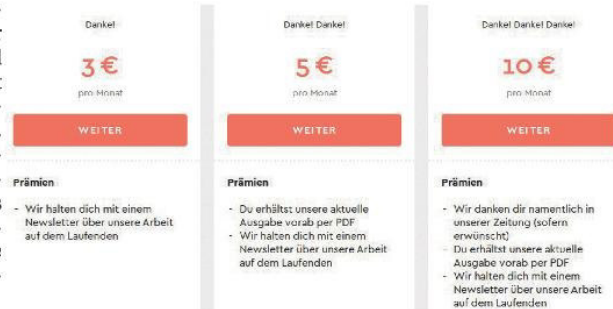 Danke!
3 €
pro Monat
WEITER
Prämien
- Wir halten dich mit einem
Newsletter über unsere Arbeit
auf dem Laufenden
Danke! Danke!
5 €
pro Monat
WEITER
Prämien
- Du erhältst unsere aktuelle
Ausgabe vorab per PDF
- Wir halten dich mit einem
Newsletter über unsere Arbeit
auf dem Laufenden
Danke! Danke! Danke!
10 €
pro Monat
WEITER
Prämien
- Wir danken dir namentlich in
unserer Zeitung (sofern
erwünscht)
- Du erhältst unsere aktuelle
Ausgabe vorab per PDF
- Wir halten dich mit einem
Newsletter über unsere Arbeit
auf dem Laufenden